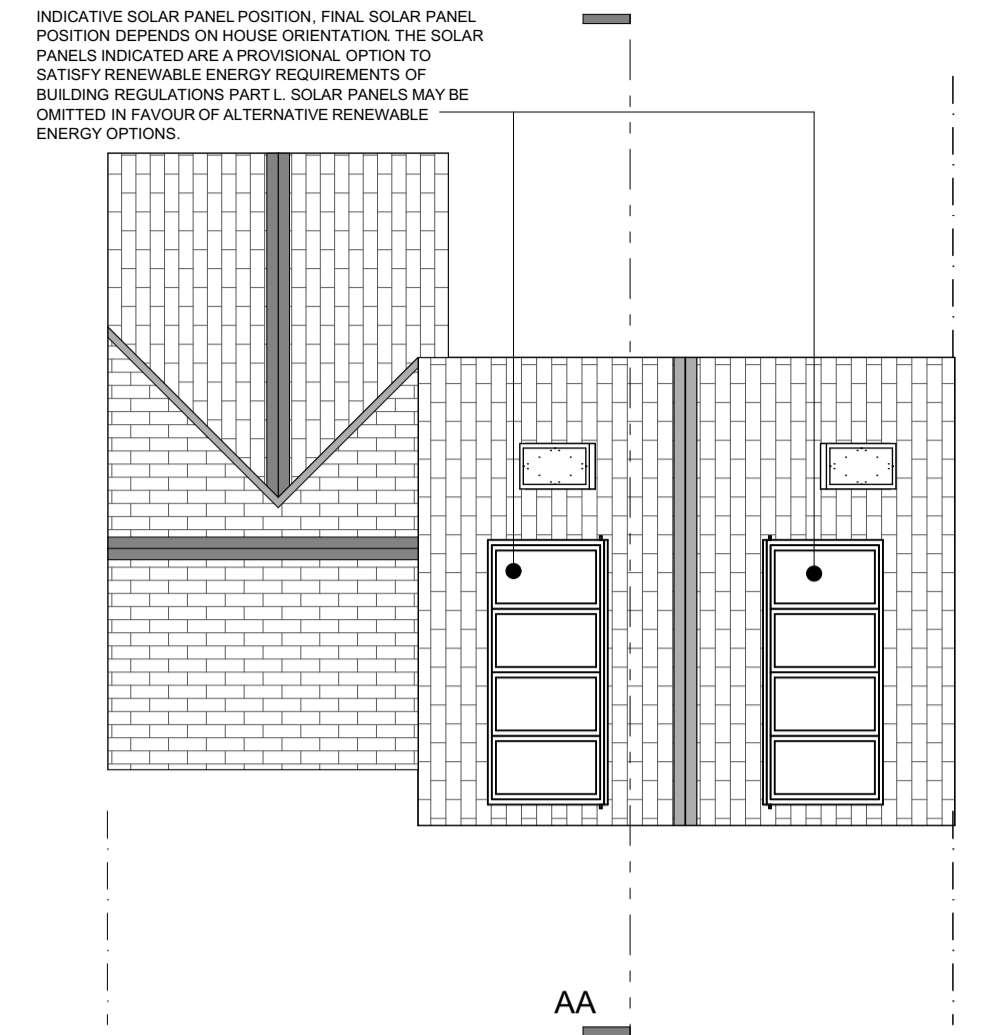 INDICATIVE SOLAR PANEL POSITION, FINAL SOLAR PANEL
POSITION DEPENDS ON HOUSE ORIENTATION. THE SOLAR
PANELS INDICATED ARE A PROVISIONAL OPTION TO
SATISFY RENEWABLE ENERGY REQUIREMENTS OF
BUILDING REGULATIONS PART L. SOLAR PANELS MAY BE
OMITTED IN FAVOUR OF ALTERNATIVE RENEWABLE
ENERGY OPTIONS.
AA